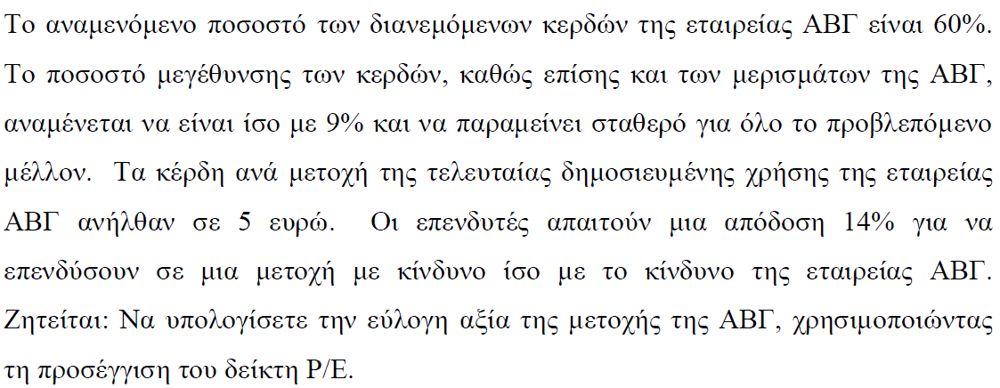 Το αναμενόμενο ποσοστό των διανεμόμενων κερδών της εταιρείας ΑΒΓ είναι 60%.
Το ποσοστό μεγέθυνσης των κερδών, καθώς επίσης και των μερισμάτων της ΑΒΓ,
αναμένεται να είναι ίσο με 9% και να παραμείνει σταθερό για όλο το προβλεπόμενο
μέλλον. Τα κέρδη ανά μετοχή της τελευταίας δημοσιευμένης χρήσης της εταιρείας
ΑΒΓ ανήλθαν σε 5 ευρώ. Οι επενδυτές απαιτούν μια απόδοση 14% για να
επενδύσουν σε μια μετοχή με κίνδυνο ίσο με το κίνδυνο της εταιρείας ΑΒΓ.
Ζητείται: Να υπολογίσετε την εύλογη αξία της μετοχής της ΑΒΓ, χρησιμοποιώντας
τη προσέγγιση του δείκτη P/E.